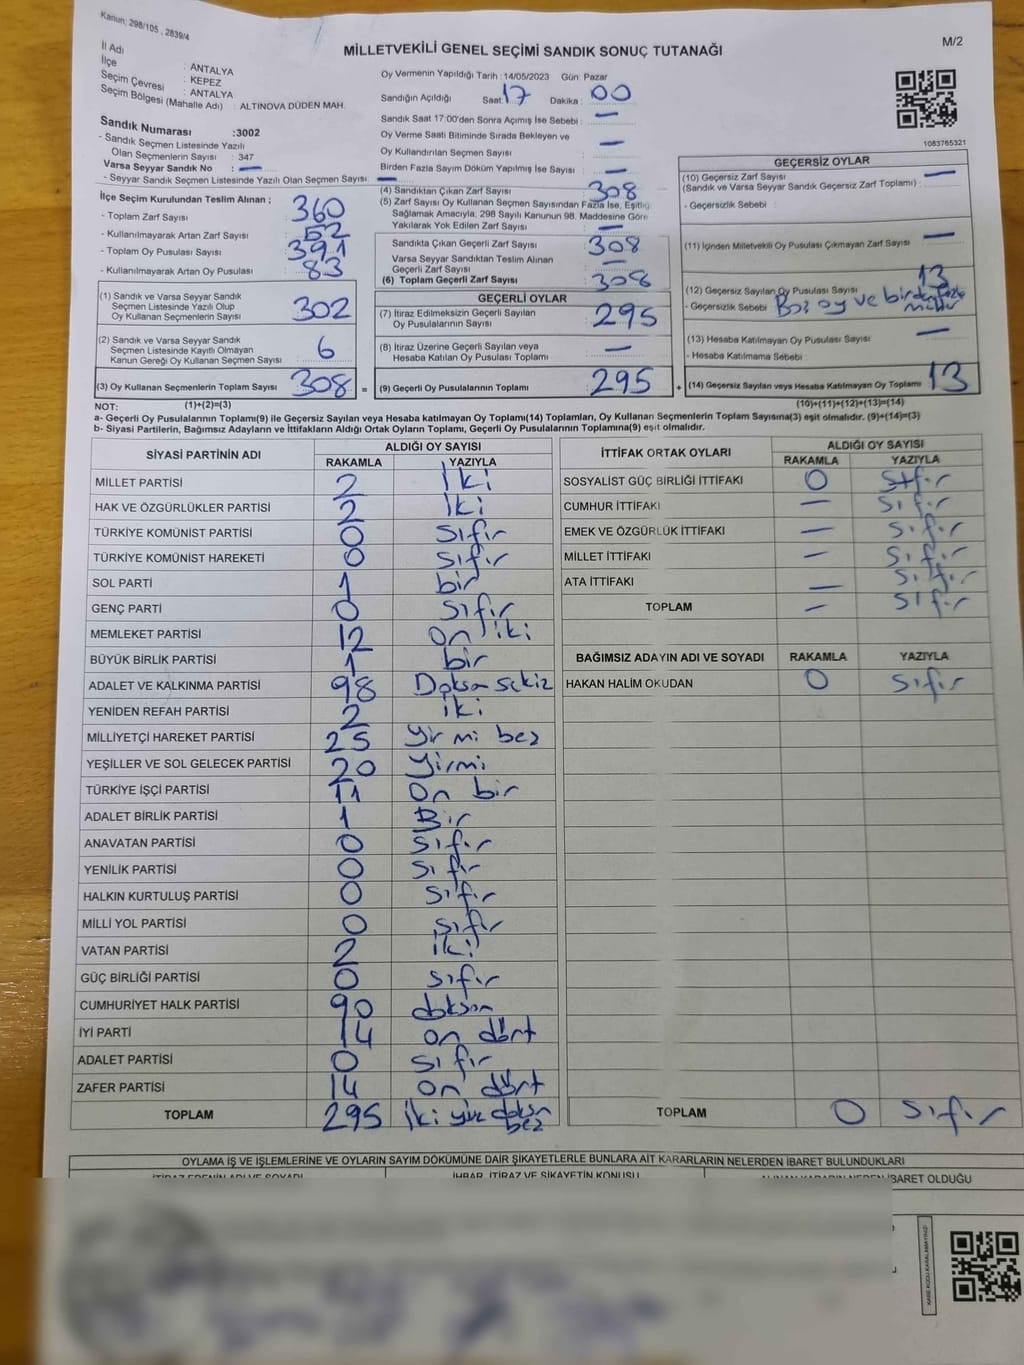 Kanun; 298/105 , 2839/4
MİLLETVEKİLİ GENEL SEÇİMİ SANDIK SONUÇ TUTANAĞI
M/2
İl Adı : ANTALYA
İlçe : KEPEZ
Seçim Çevresi : ANTALYA
Seçim Bölgesi (Mahalle Adı) : ALTINOVA DÜDEN MAH.
Oy Vermenin Yapıldığı Tarih : 14/05/2023 Gün: Pazar
Sandığın Açıldığı Saat: 17 Dakika : 00
Sandık Saat 17:00'den Sonra Açımış İse Sebebi : —
Oy Verme Saati Bitiminde Sırada Bekleyen ve
Oy Kullandırılan Seçmen Sayısı : —
Birden Fazla Sayım Döküm Yapılmış İse Sayısı : —
1083765321
Sandık Numarası :3002
- Sandık Seçmen Listesinde Yazılı
Olan Seçmenlerin Sayısı : 347
Varsa Seyyar Sandık No : —
- Seyyar Sandık Seçmen Listesinde Yazılı Olan Seçmen Sayısı: —
İlçe Seçim Kurulundan Teslim Alınan ;
- Toplam Zarf Sayısı : 360
- Kullanılmayarak Artan Zarf Sayısı : 52
- Toplam Oy Pusulası Sayısı : 391
- Kullanılmayarak Artan Oy Pusulası : 83
(1) Sandık ve Varsa Seyyar Sandık
Seçmen Listesinde Yazılı Olup
Oy Kullanan Seçmenlerin Sayısı : 302
(2) Sandık ve Varsa Seyyar Sandık
Seçmen Listesinde Kayıtlı Olmayan
Kanun Gereği Oy Kullanan Seçmen Sayısı : 6
(3) Oy Kullanan Seçmenlerin Toplam Sayısı : 308 =
(4) Sandıktan Çıkan Zarf Sayısı : 308
(5) Zarf Sayısı Oy Kullanan Seçmen Sayısından Fazla İse, Eşitliği
Sağlamak Amacıyla, 298 Sayılı Kanunun 98. Maddesine Göre
Yakılarak Yok Edilen Zarf Sayısı : —
Sandıkta Çıkan Geçerli Zarf Sayısı : 308
Varsa Seyyar Sandıktan Teslim Alınan
Geçerli Zarf Sayısı : —
(6) Toplam Geçerli Zarf Sayısı : 308
GEÇERLİ OYLAR
(7) İtiraz Edilmeksizin Geçerli Sayılan
Oy Pusulalarının Sayısı : 295
(8) İtiraz Üzerine Geçerli Sayılan veya
Hesaba Katılan Oy Pusulası Toplamı : —
(9) Geçerli Oy Pusulalarının Toplamı : 295 +
GEÇERSİZ OYLAR
(10) Geçersiz Zarf Sayısı : —
(Sandık ve Varsa Seyyar Sandık Geçersiz Zarf Toplamı) :
- Geçersizlik Sebebi :
(11) İçinden Milletvekili Oy Pusulası Çıkmayan Zarf Sayısı : —
(12) Geçersiz Sayılan Oy Pusulası Sayısı : 13
- Geçersizlik Sebebi : Boş oy ve birden fazla mühür
(13) Hesaba Katılmayan Oy Pusulası Sayısı : —
- Hesaba Katılmama Sebebi :
(14) Geçersiz Sayılan veya Hesaba Katılmayan Oy Toplamı : 13
NOT: (1)+(2)=(3) (10)+(11)+(12)+(13)=(14)
a- Geçerli Oy Pusulalarının Toplamı(9) ile Geçersiz Sayılan veya Hesaba katılmayan Oy Toplamı(14) Toplamları, Oy Kullanan Seçmenlerin Toplam Sayısına(3) eşit olmalıdır. (9)+(14)=(3)
b- Siyasi Partilerin, Bağımsız Adayların ve İttifakların Aldığı Ortak Oyların Toplamı, Geçerli Oy Pusulalarının Toplamına(9) eşit olmalıdır.
SİYASİ PARTİNİN ADI ALDIĞI OY SAYISI
RAKAMLA YAZIYLA
MİLLET PARTİSİ 2 İki
HAK VE ÖZGÜRLÜKLER PARTİSİ 2 İki
TÜRKİYE KOMÜNİST PARTİSİ 0 Sıfır
TÜRKİYE KOMÜNİST HAREKETİ 0 Sıfır
SOL PARTİ 1 bir
GENÇ PARTİ 0 Sıfır
MEMLEKET PARTİSİ 12 on iki
BÜYÜK BİRLİK PARTİSİ 1 bir
ADALET VE KALKINMA PARTİSİ 98 Doksan sekiz
YENİDEN REFAH PARTİSİ 2 iki
MİLLİYETÇİ HAREKET PARTİSİ 25 Yirmi beş
YEŞİLLER VE SOL GELECEK PARTİSİ 20 Yirmi
TÜRKİYE İŞÇİ PARTİSİ 11 On bir
ADALET BİRLİK PARTİSİ 1 Bir
ANAVATAN PARTİSİ 0 Sıfır
YENİLİK PARTİSİ 0 Sıfır
HALKIN KURTULUŞ PARTİSİ 0 Sıfır
MİLLİ YOL PARTİSİ 0 Sıfır
VATAN PARTİSİ 2 iki
GÜÇ BİRLİĞİ PARTİSİ 0 Sıfır
CUMHURİYET HALK PARTİSİ 90 doksan
İYİ PARTİ 14 on dört
ADALET PARTİSİ 0 Sıfır
ZAFER PARTİSİ 14 on dört
TOPLAM 295 iki yüz doksan beş
İTTİFAK ORTAK OYLARI ALDIĞI OY SAYISI
RAKAMLA YAZIYLA
SOSYALİST GÜÇ BİRLİĞİ İTTİFAKI 0 Sıfır
CUMHUR İTTİFAKI — Sıfır
EMEK VE ÖZGÜRLÜK İTTİFAKI — Sıfır
MİLLET İTTİFAKI — Sıfır
ATA İTTİFAKI — Sıfır
TOPLAM — Sıfır
BAĞIMSIZ ADAYIN ADI VE SOYADI RAKAMLA YAZIYLA
HAKAN HALİM OKUDAN 0 Sıfır
TOPLAM 0 Sıfır
OYLAMA İŞ VE İŞLEMLERİNE VE OYLARIN SAYIM DÖKÜMÜNE DAİR ŞİKAYETLERLE BUNLARA AİT KARARLARIN NELERDEN İBARET BULUNDUKLARI
İTİRAZ EDENİN ADI VE SOYADI İHBAR, İTİRAZ VE ŞİKAYETİN KONUSU ALINAN KARARIN NEDEN İBARET OLDUĞU
KARE KODU KARALAMAYINIZ!